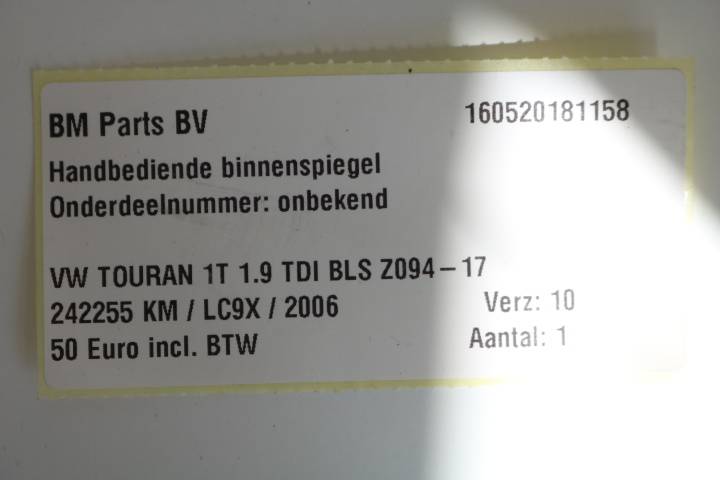 BM Parts BV 160520181158
Handbediende binnenspiegel
Onderdeelnummer: onbekend
VW TOURAN 1T 1.9 TDI BLS Z094-17
242255 KM / LC9X / 2006 Verz: 10
50 Euro incl. BTW Aantal: 1